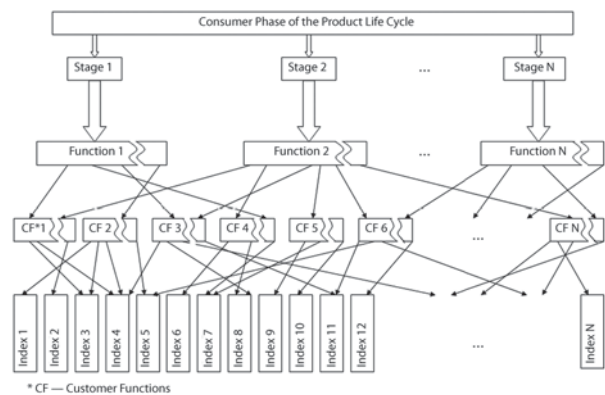 Consumer Phase of the Product Life Cycle
Stage 1 Stage 2 ... Stage N
Function 1 Function 2 ... Function N
CF*1 CF 2 CF 3 CF 4 CF 5 CF 6 ... CF N
Index 1 Index 2 Index 3 Index 4 Index 5 Index 6 Index 7 Index 8 Index 9 Index 10 Index 11 Index 12 ... Index N
* CF — Customer Functions